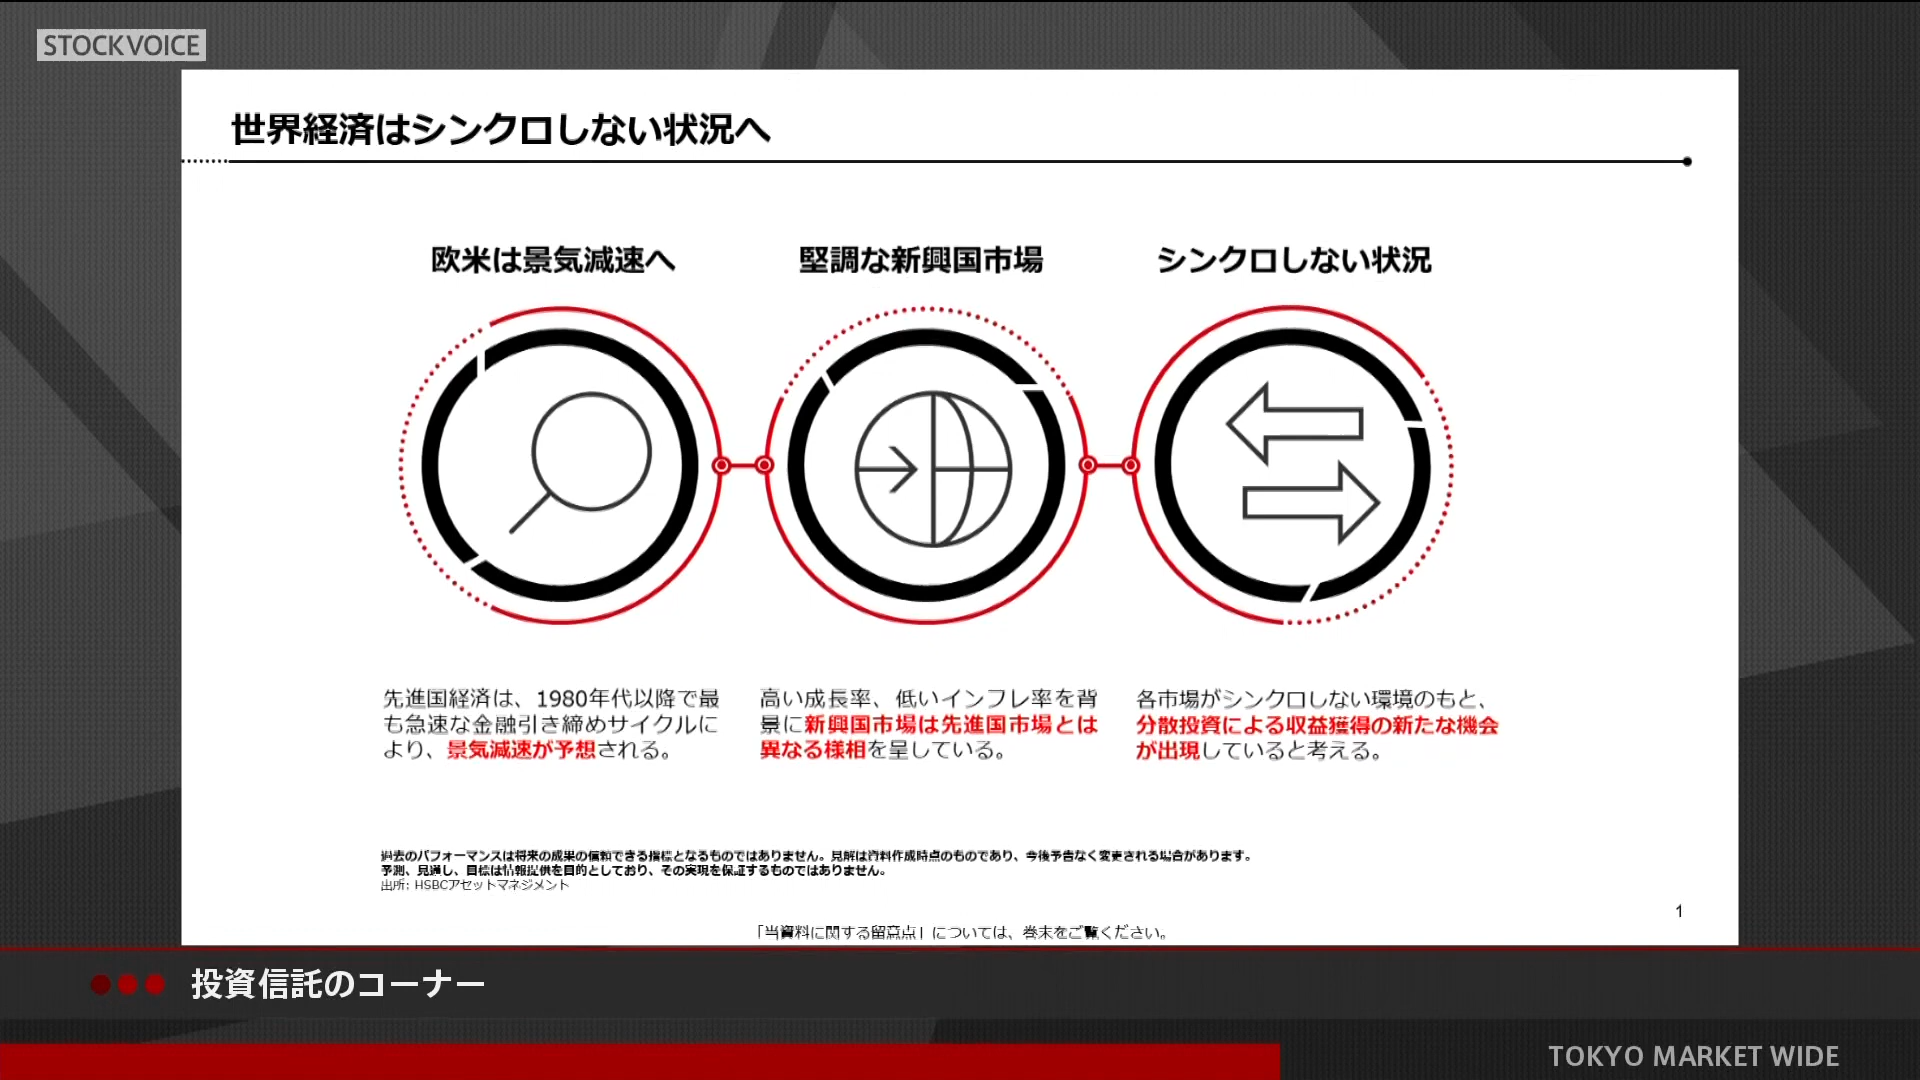 STOCKVOICE
世界経済はシンクロしない状況へ
欧米は景気減速へ
堅調な新興国市場
シンクロしない状況
先進国経済は、1980年代以降で最
も急速な金融引き締めサイクルに
より、景気減速が予想される。
高い成長率、低いインフレ率を背
景に新興国市場は先進国市場とは
異なる様相を呈している。
各市場がシンクロしない環境のもと、
分散投資による収益獲得の新たな機会
が出現していると考える。
過去のパフォーマンスは将来の成果の信頼できる指標となるものではありません。見解は資料作成時点のものであり、今後予告なく変更される場合があります。
予測、見通し、目標は情報提供を目的としており、その実現を保証するものではありません。
出所: HSBCアセットマネジメント
1
「当資料に関する留意点」については、巻末をご覧ください。
投資信託のコーナー
TOKYO MARKET WIDE